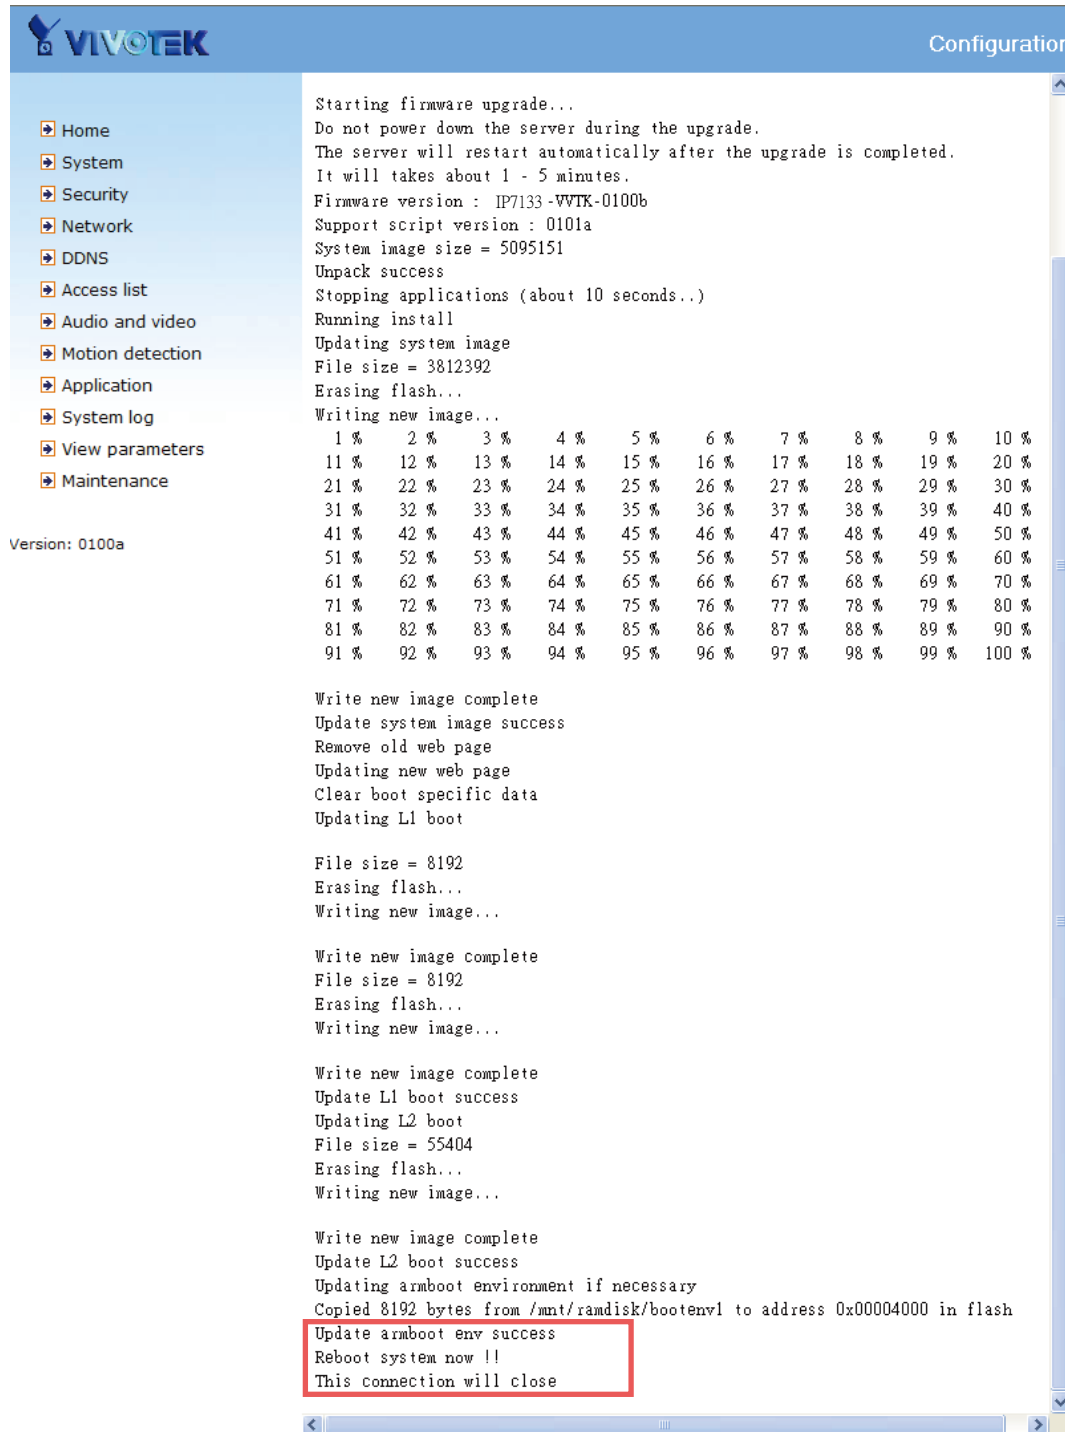 VIVOTEK
Configuration
Home
System
Security
Network
DDNS
Access list
Audio and video
Motion detection
Application
System log
View parameters
Maintenance
Version: 0100a
Starting firmware upgrade...
Do not power down the server during the upgrade.
The server will restart automatically after the upgrade is completed.
It will takes about 1 - 5 minutes.
Firmware version : IP7133-VVTK-0100b
Support script version : 0101a
System image size = 5095151
Unpack success
Stopping applications (about 10 seconds..)
Running install
Updating system image
File size = 3812392
Erasing flash...
Writing new image...
1 % 2 % 3 % 4 % 5 % 6 % 7 % 8 % 9 % 10 %
11 % 12 % 13 % 14 % 15 % 16 % 17 % 18 % 19 % 20 %
21 % 22 % 23 % 24 % 25 % 26 % 27 % 28 % 29 % 30 %
31 % 32 % 33 % 34 % 35 % 36 % 37 % 38 % 39 % 40 %
41 % 42 % 43 % 44 % 45 % 46 % 47 % 48 % 49 % 50 %
51 % 52 % 53 % 54 % 55 % 56 % 57 % 58 % 59 % 60 %
61 % 62 % 63 % 64 % 65 % 66 % 67 % 68 % 69 % 70 %
71 % 72 % 73 % 74 % 75 % 76 % 77 % 78 % 79 % 80 %
81 % 82 % 83 % 84 % 85 % 86 % 87 % 88 % 89 % 90 %
91 % 92 % 93 % 94 % 95 % 96 % 97 % 98 % 99 % 100 %
Write new image complete
Update system image success
Remove old web page
Updating new web page
Clear boot specific data
Updating L1 boot
File size = 8192
Erasing flash...
Writing new image...
Write new image complete
File size = 8192
Erasing flash...
Writing new image...
Write new image complete
Update L1 boot success
Updating L2 boot
File size = 55404
Erasing flash...
Writing new image...
Write new image complete
Update L2 boot success
Updating armboot environment if necessary
Copied 8192 bytes from /mnt/ramdisk/bootenv1 to address 0x00004000 in flash
Update armboot env success
Reboot system now !!
This connection will close